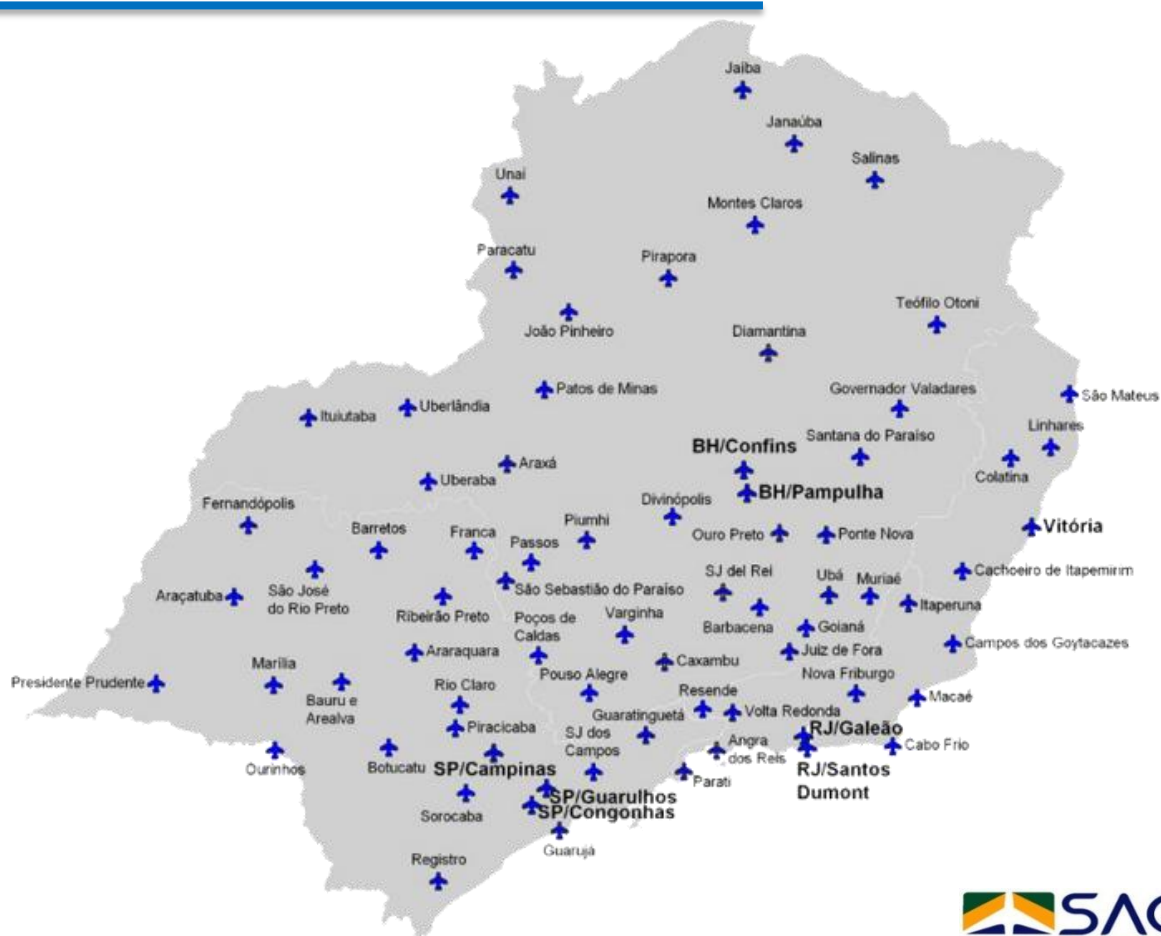 Jaíba
Janaúba
Salinas
Unaí
Montes Claros
Paracatu
Pirapora
Teófilo Otoni
João Pinheiro
Diamantina
Patos de Minas
Governador Valadares
São Mateus
Ituiutaba
Uberlândia
Linhares
Santana do Paraíso
BH/Confins
Araxá
Colatina
Uberaba
BH/Pampulha
Divinópolis
Fernandópolis
Piumhi
Barretos
Franca
Ouro Preto
Ponte Nova
Vitória
Passos
SJ del Rei
Ubá
Muriaé
Cachoeiro de Itapemirim
São Sebastião do Paraíso
Araçatuba
São José
do Rio Preto
Ribeirão Preto
Itaperuna
Poços de
Caldas
Varginha
Barbacena
Goianá
Campos dos Goytacazes
Araraquara
Juiz de Fora
Caxambu
Presidente Prudente
Marília
Pouso Alegre
Nova Friburgo
Rio Claro
Resende
Bauru e
Arealva
Macaé
Guaratinguetá
Volta Redonda
Piracicaba
RJ/Galeão
SJ dos
Campos
Angra
dos Reis
Cabo Frio
Ourinhos
Botucatu
SP/Campinas
RJ/Santos
Dumont
Parati
SP/Guarulhos
SP/Congonhas
Sorocaba
Guarujá
Registro
SAC